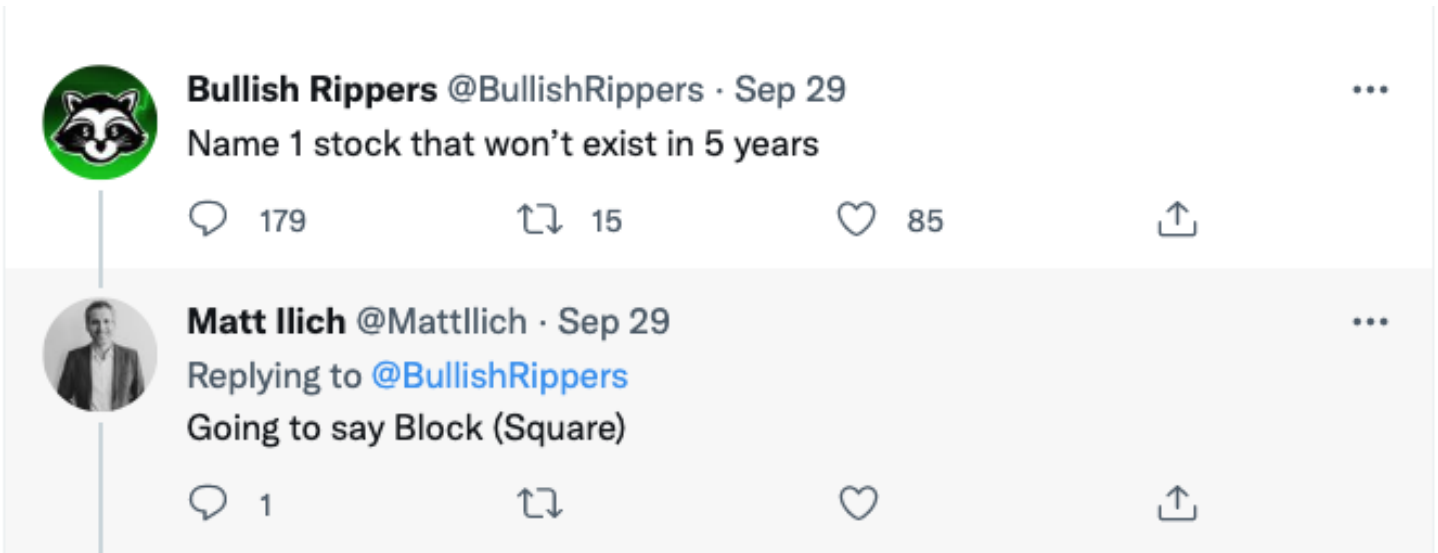 Bullish Rippers @BullishRippers · Sep 29
Name 1 stock that won’t exist in 5 years
179 15 85
Matt Ilich @MattIlich · Sep 29
Replying to @BullishRippers
Going to say Block (Square)
1